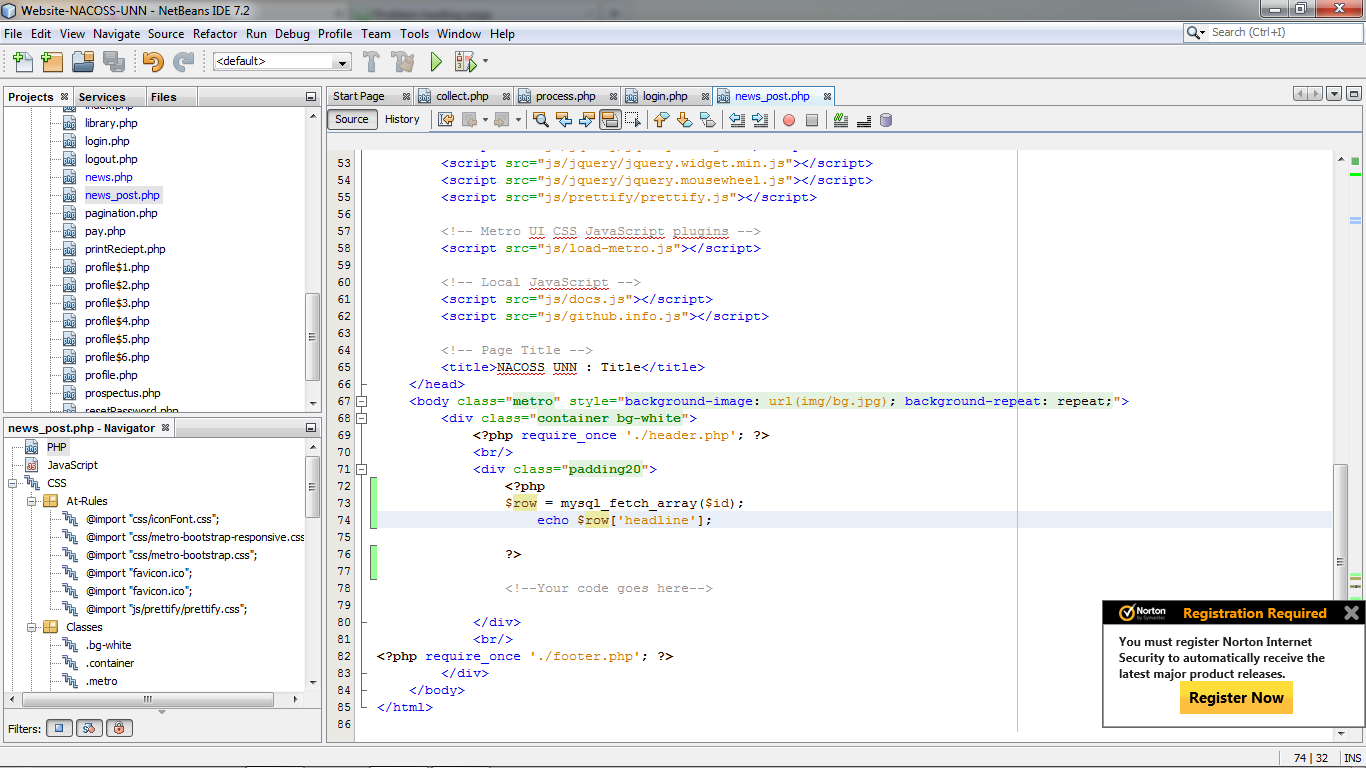 Website-NACOSS-UNN - NetBeans IDE 7.2
File Edit View Navigate Source Refactor Run Debug Profile Team Tools Window Help
Search (Ctrl+I)
<default>
Projects Services Files
library.php
login.php
logout.php
news.php
news_post.php
pagination.php
pay.php
printReciept.php
profile$1.php
profile$2.php
profile$3.php
profile$4.php
profile$5.php
profile$6.php
profile.php
prospectus.php
resetPassword.php
news_post.php - Navigator
PHP
JavaScript
CSS
At-Rules
@import "css/iconFont.css";
@import "css/metro-bootstrap-responsive.css
@import "css/metro-bootstrap.css";
@import "favicon.ico";
@import "favicon.ico";
@import "js/prettify/prettify.css";
Classes
.bg-white
.container
.metro
Filters:
Start Page collect.php process.php login.php news_post.php
Source History
53 <script src="js/jquery/jquery.widget.min.js"></script>
54 <script src="js/jquery/jquery.mousewheel.js"></script>
55 <script src="js/prettify/prettify.js"></script>
56
57 <!-- Metro UI CSS JavaScript plugins -->
58 <script src="js/load-metro.js"></script>
59
60 <!-- Local JavaScript -->
61 <script src="js/docs.js"></script>
62 <script src="js/github.info.js"></script>
63
64 <!-- Page Title -->
65 <title>NACOSS UNN : Title</title>
66 </head>
67 <body class="metro" style="background-image: url(img/bg.jpg); background-repeat: repeat;">
68 <div class="container bg-white">
69 <?php require_once './header.php'; ?>
70 <br/>
71 <div class="padding20">
72 <?php
73 $row = mysql_fetch_array($id);
74 echo $row['headline'];
75
76 ?>
77
78 <!--Your code goes here-->
79
80 </div>
81 <br/>
82 <?php require_once './footer.php'; ?>
83 </div>
84 </body>
85 </html>
86
Norton
by Symantec
Registration Required
You must register Norton Internet
Security to automatically receive the
latest major product releases.
Register Now
74 | 32 INS